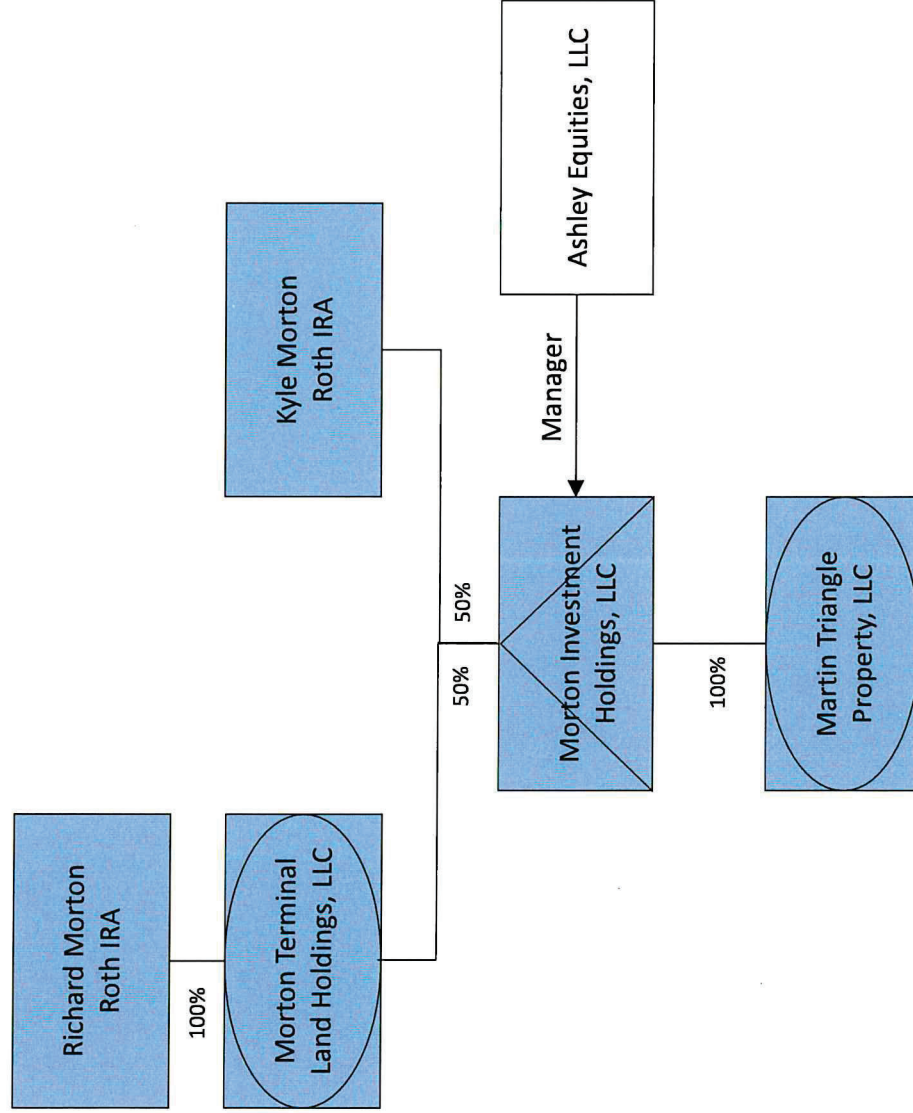 Richard Morton
Roth IRA
100%
Morton Terminal
Land Holdings, LLC
Kyle Morton
Roth IRA
50%
50%
Morton Investment
Holdings, LLC
Manager
Ashley Equities, LLC
100%
Martin Triangle
Property, LLC